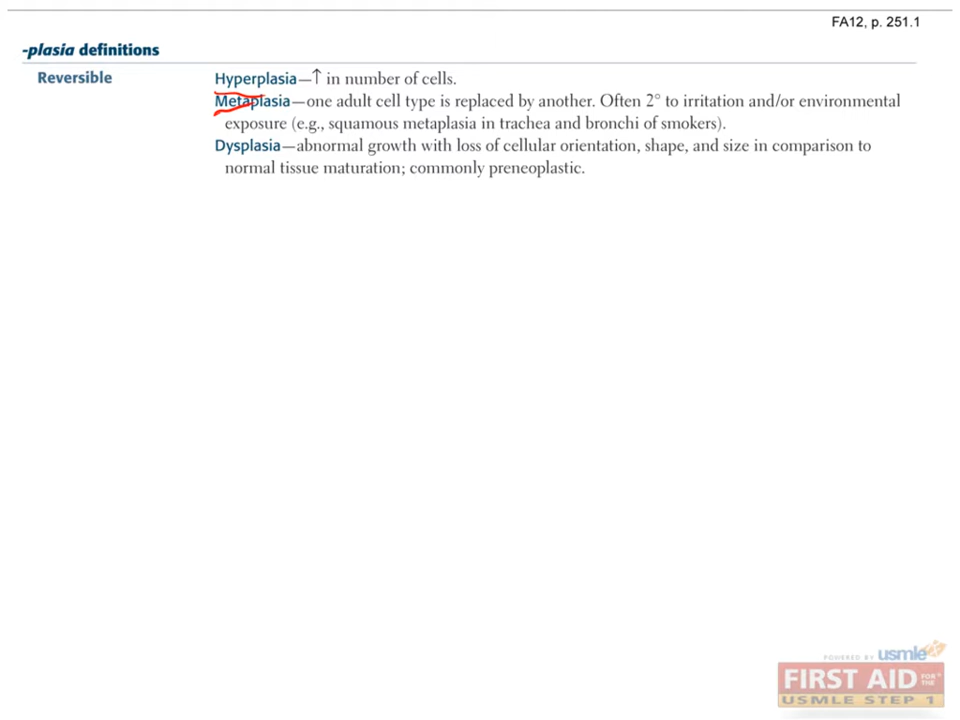 FA12, p. 251.1
-plasia definitions
Reversible
Hyperplasia—↑ in number of cells.
Metaplasia—one adult cell type is replaced by another. Often 2° to irritation and/or environmental
exposure (e.g., squamous metaplasia in trachea and bronchi of smokers).
Dysplasia—abnormal growth with loss of cellular orientation, shape, and size in comparison to
normal tissue maturation; commonly preneoplastic.
POWERED BY usmle
FIRST AID FOR THE
USMLE STEP 1